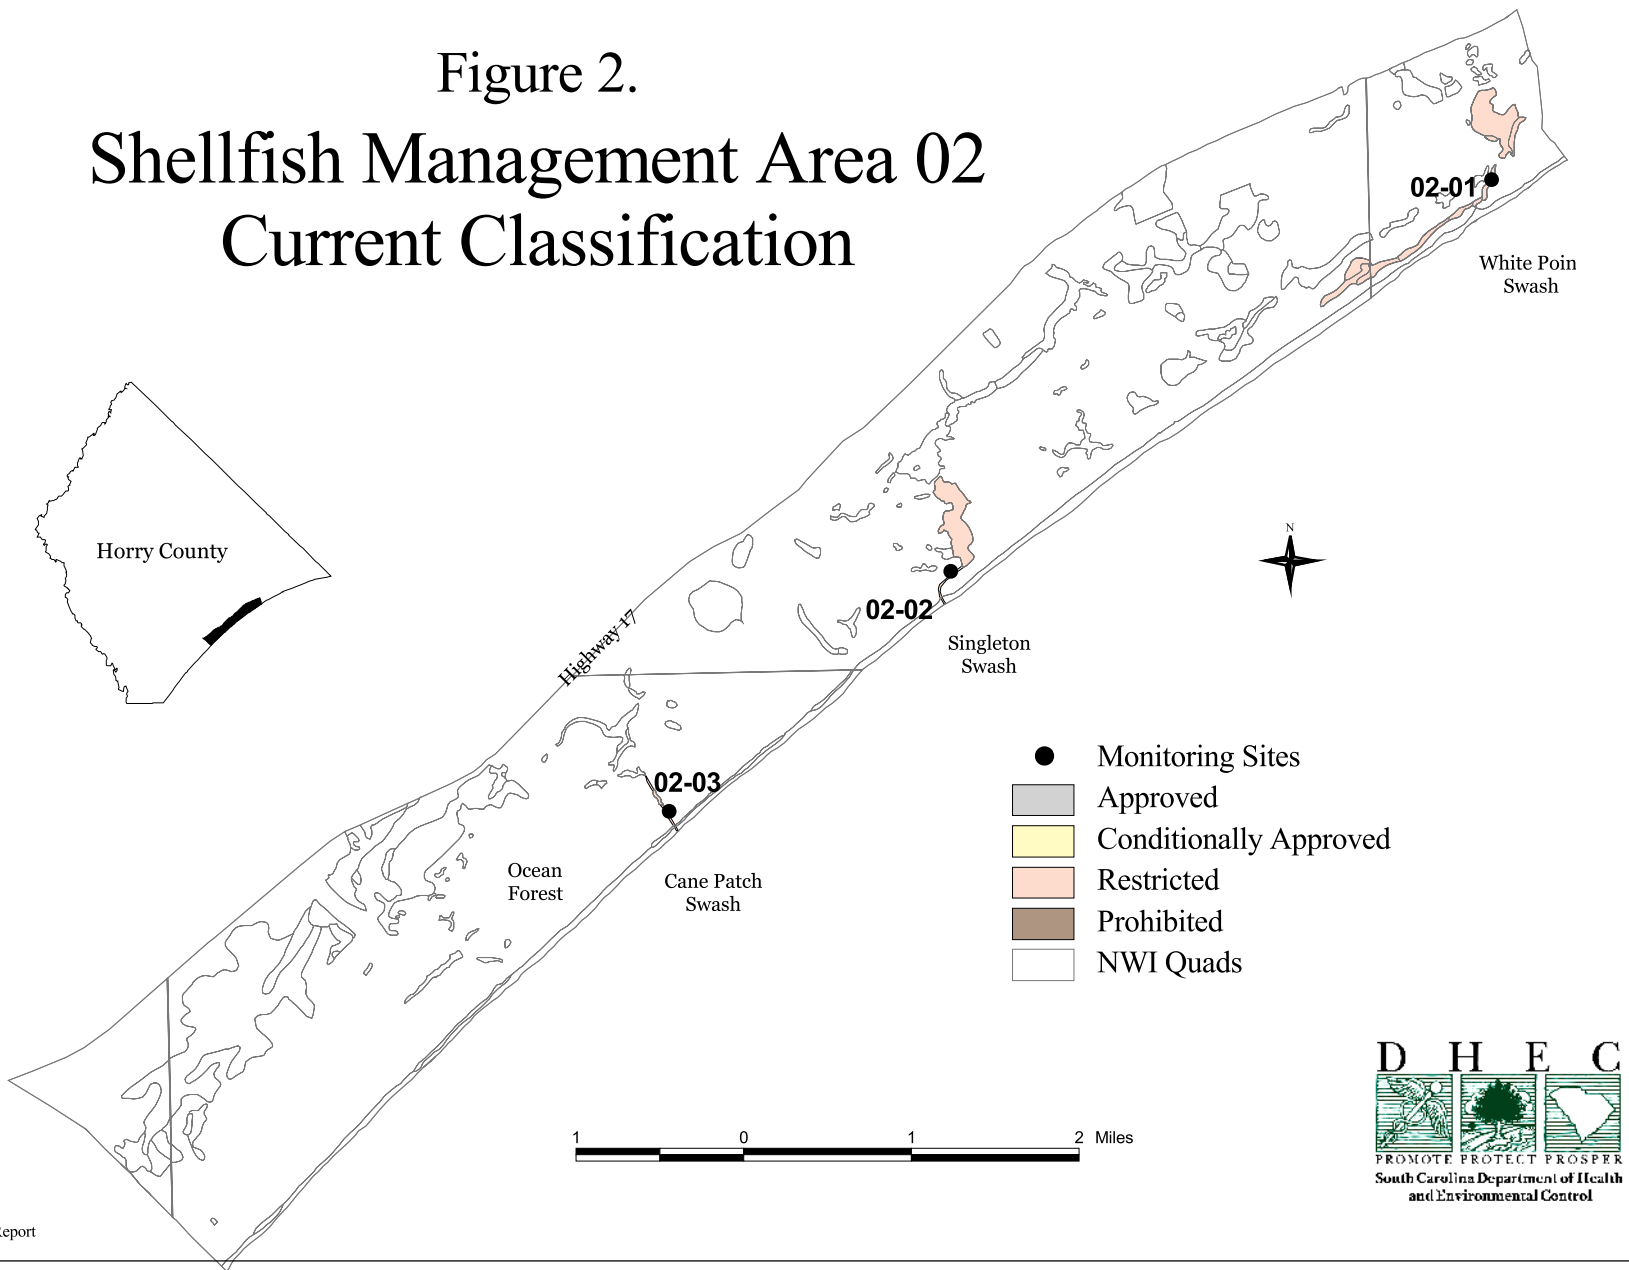 Figure 2.
Shellfish Management Area 02
Current Classification
02-01
White Poin
Swash
Horry County
N
02-02
Singleton
Swash
Highway 17
02-03
Ocean
Forest
Cane Patch
Swash
Monitoring Sites
Approved
Conditionally Approved
Restricted
Prohibited
NWI Quads
1 0 1 2 Miles
D H E C
PROMOTE PROTECT PROSPER
South Carolina Department of Health
and Environmental Control
Report